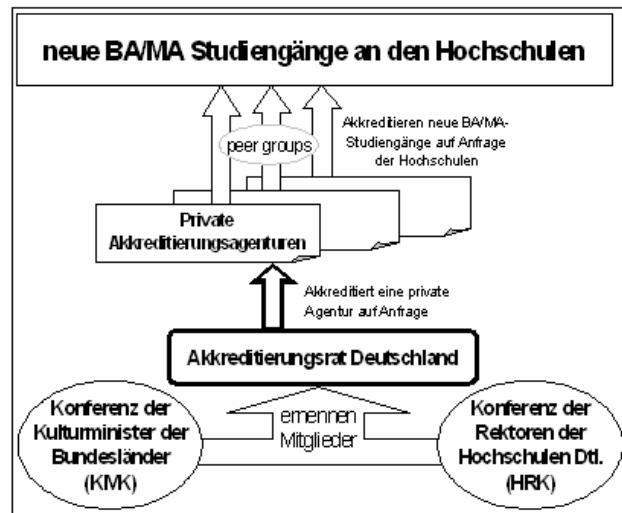 neue BA/MA Studiengänge an den Hochschulen
peer groups
Akkreditieren neue BA/MA-
Studiengänge auf Anfrage
der Hochschulen
Private
Akkreditierungsagenturen
Akkreditiert eine private
Agentur auf Anfrage
Akkreditierungsrat Deutschland
Konferenz der
Kulturminister der
Bundesländer
(KMK)
ernennen
Mitglieder
Konferenz der
Rektoren der
Hochschulen Dtl.
(HRK)